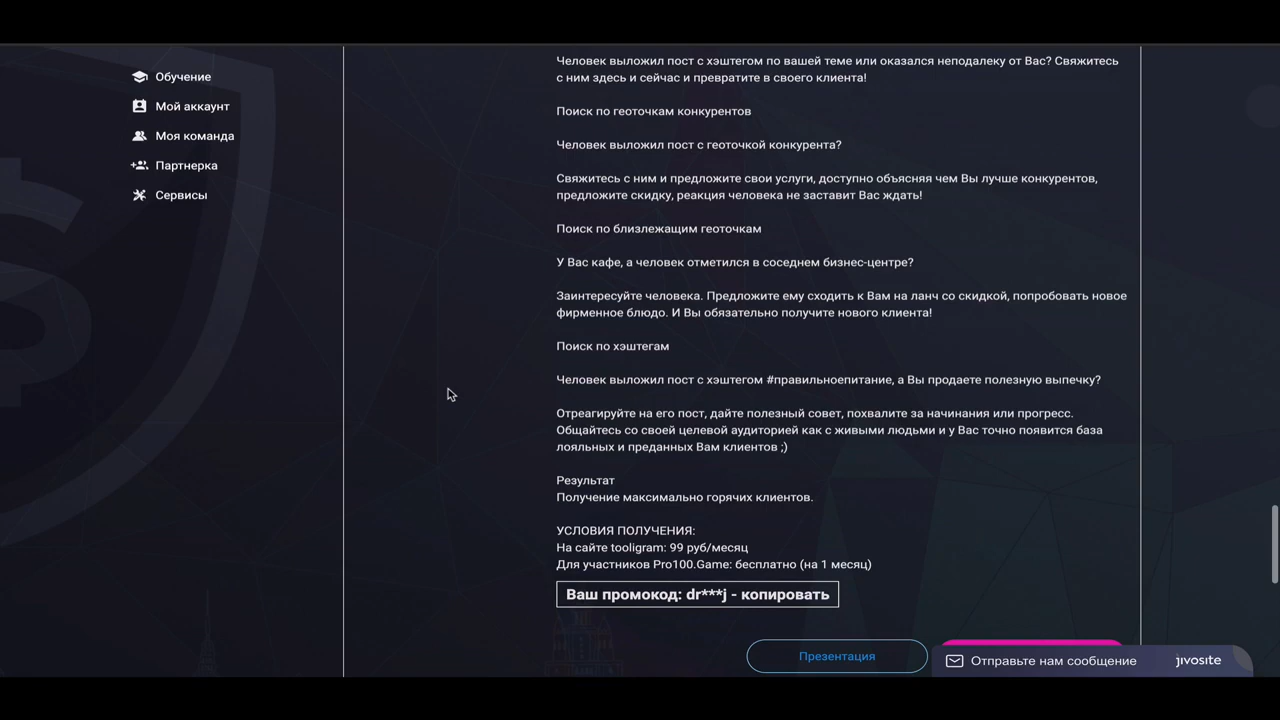 Обучение
Мой аккаунт
Моя команда
Партнерка
Сервисы
Человек выложил пост с хэштегом по вашей теме или оказался неподалеку от Вас? Свяжитесь
с ним здесь и сейчас и превратите в своего клиента!
Поиск по геоточкам конкурентов
Человек выложил пост с геоточкой конкурента?
Свяжитесь с ним и предложите свои услуги, доступно объясняя чем Вы лучше конкурентов,
предложите скидку, реакция человека не заставит Вас ждать!
Поиск по близлежащим геоточкам
У Вас кафе, а человек отметился в соседнем бизнес-центре?
Заинтересуйте человека. Предложите ему сходить к Вам на ланч со скидкой, попробовать новое
фирменное блюдо. И Вы обязательно получите нового клиента!
Поиск по хэштегам
Человек выложил пост с хэштегом #правильноепитание, а Вы продаете полезную выпечку?
Отреагируйте на его пост, дайте полезный совет, похвалите за начинания или прогресс.
Общайтесь со своей целевой аудиторией как с живыми людьми и у Вас точно появится база
лояльных и преданных Вам клиентов ;)
Результат
Получение максимально горячих клиентов.
УСЛОВИЯ ПОЛУЧЕНИЯ:
На сайте tooligram: 99 руб/месяц
Для участников Pro100.Game: бесплатно (на 1 месяц)
Ваш промокод: dr***j - копировать
Презентация
Отправьте нам сообщение
jivosite